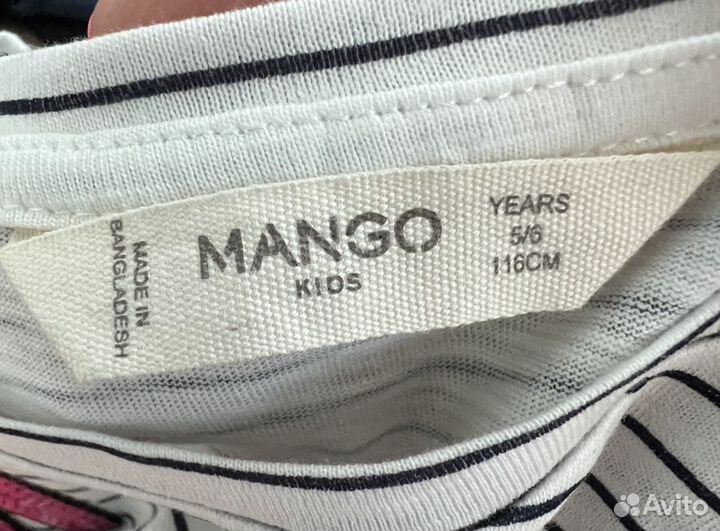 MADE IN
BANGLADESH
MANGO
KIDS
YEARS
5/6
116CM
Avito